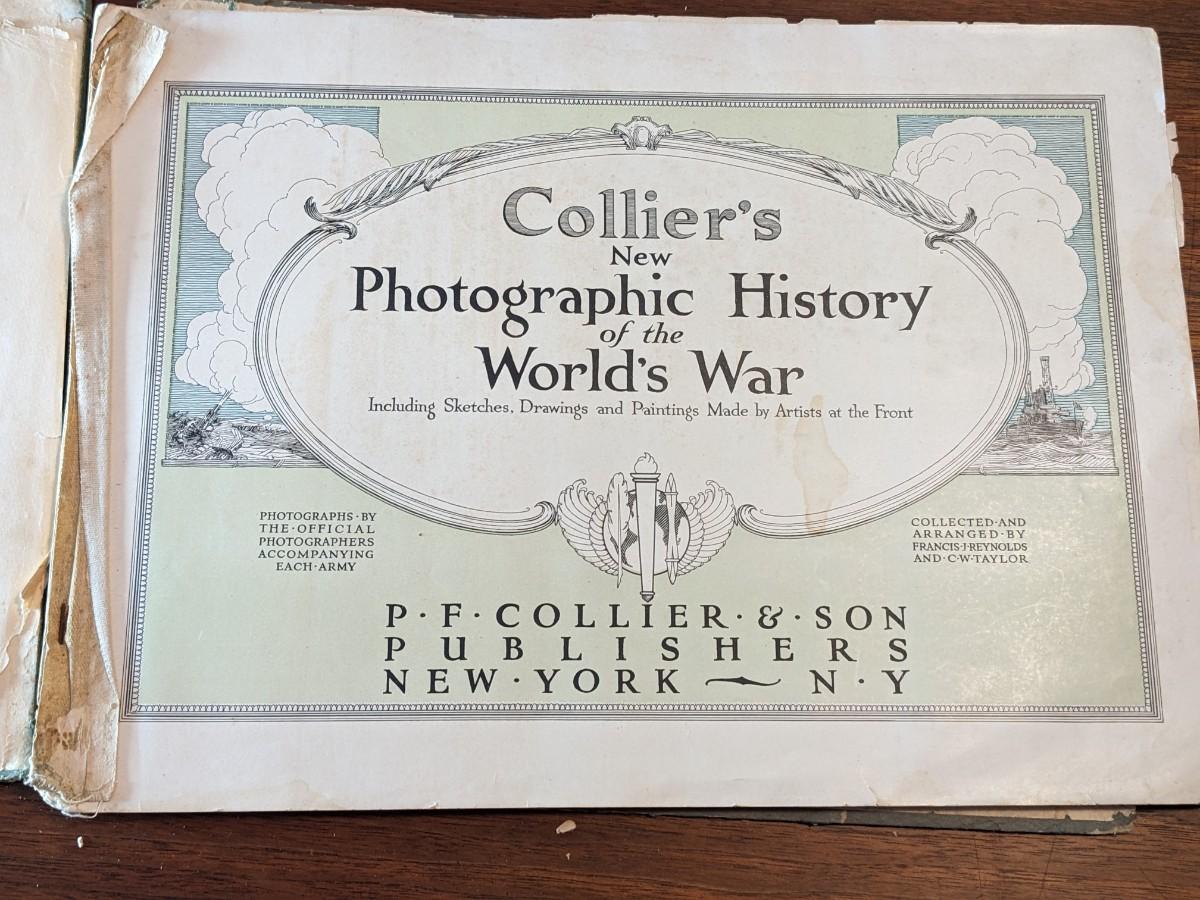 Collier's
New
Photographic History
of the
World's War
Including Sketches, Drawings and Paintings Made by Artists at the Front
PHOTOGRAPHS·BY
THE·OFFICIAL
PHOTOGRAPHERS
ACCOMPANYING
EACH·ARMY
COLLECTED·AND
ARRANGED·BY
FRANCIS·J·REYNOLDS
AND·C·W·TAYLOR
P·F·COLLIER·&·SON
PUBLISHERS
NEW·YORK — N·Y